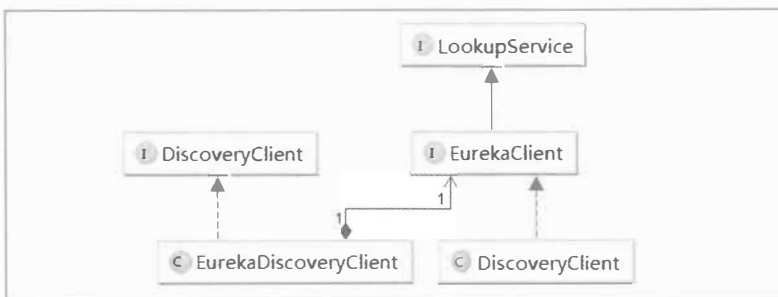 I LookupService
I DiscoveryClient
I EurekaClient
1
1
C EurekaDiscoveryClient
C DiscoveryClient